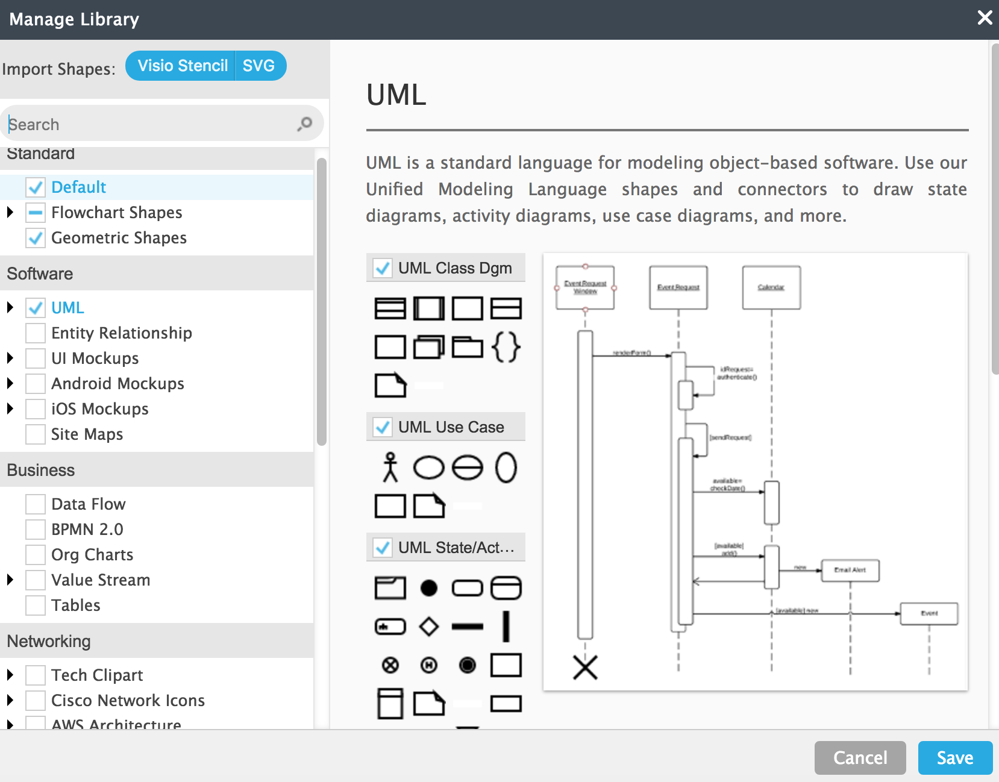 Manage Library
Import Shapes:
Visio Stencil
SVG
Search
Standard
Default
Flowchart Shapes
Geometric Shapes
Software
UML
Entity Relationship
UI Mockups
Android Mockups
iOS Mockups
Site Maps
Business
Data Flow
BPMN 2.0
Org Charts
Value Stream
Tables
Networking
Tech Clipart
Cisco Network Icons
AWS Architecture
UML
UML is a standard language for modeling object-based software. Use our
Unified Modeling Language shapes and connectors to draw state
diagrams, activity diagrams, use case diagrams, and more.
UML Class Dgm
{}
UML Use Case
UML State/Act...
H
Event Request
Window
Event Request
Calendar
renderForm()
idRequest=
authenticate()
[sendRequest]
available=
checkDate()
[available]
add()
new
Email Alert
[available] new
Event
Cancel
Save